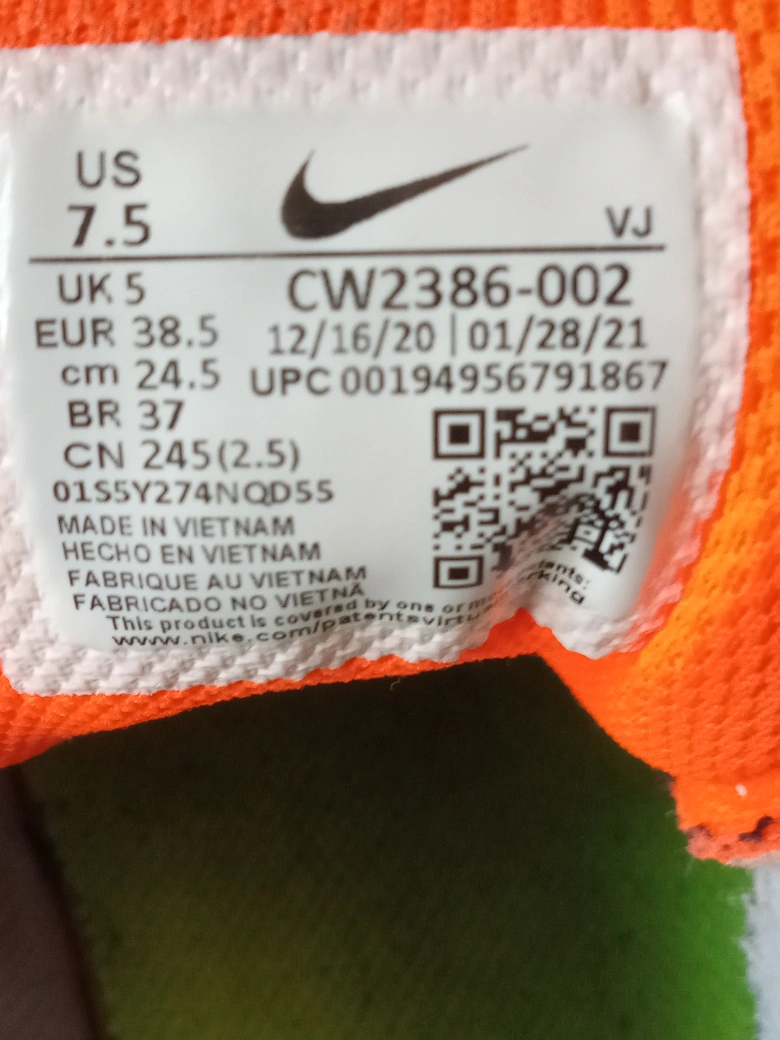 US
7.5
VJ
UK 5
CW2386-002
EUR 38.5
12/16/20 | 01/28/21
cm 24.5
UPC 00194956791867
BR 37
CN 245(2.5)
01S5Y274NQD55
MADE IN VIETNAM
HECHO EN VIETNAM
FABRIQUE AU VIETNAM
FABRICADO NO VIETNÃ
This product is covered by one or
www.nike.com/patentsvirtu